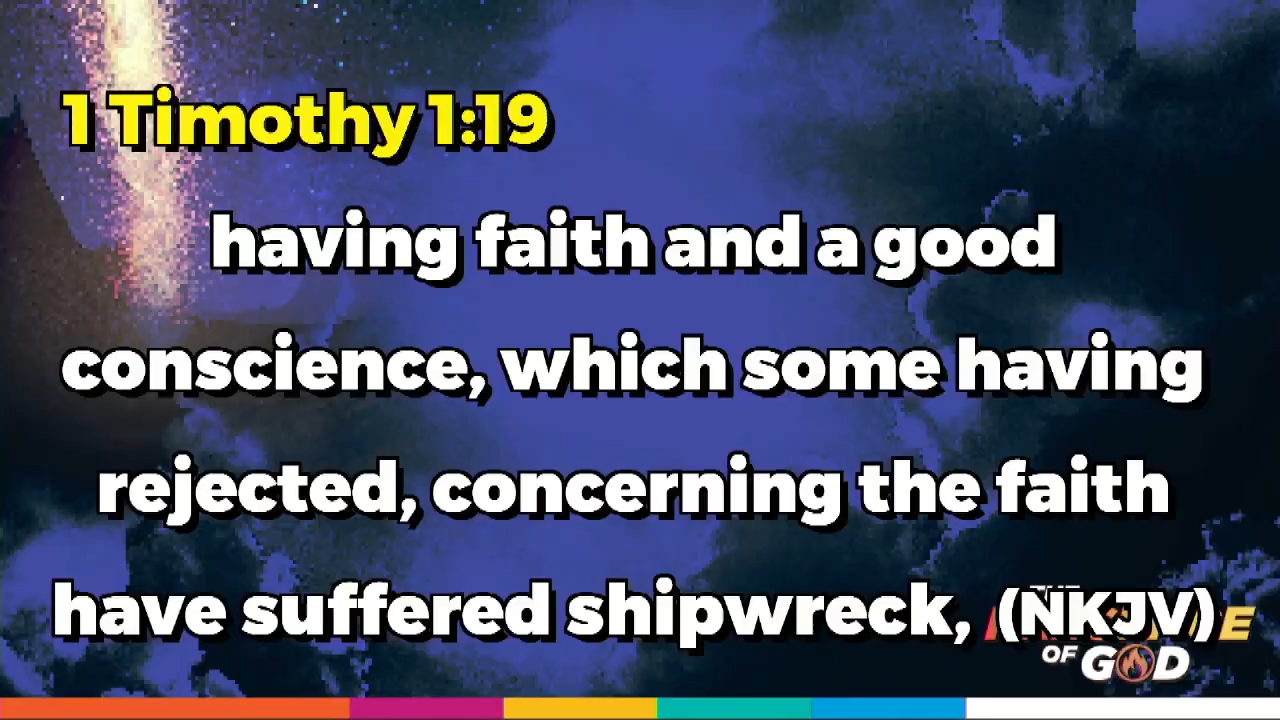 1 Timothy 1:19
having faith and a good
conscience, which some having
rejected, concerning the faith
have suffered shipwreck, (NKJV)
THE
OF GOD